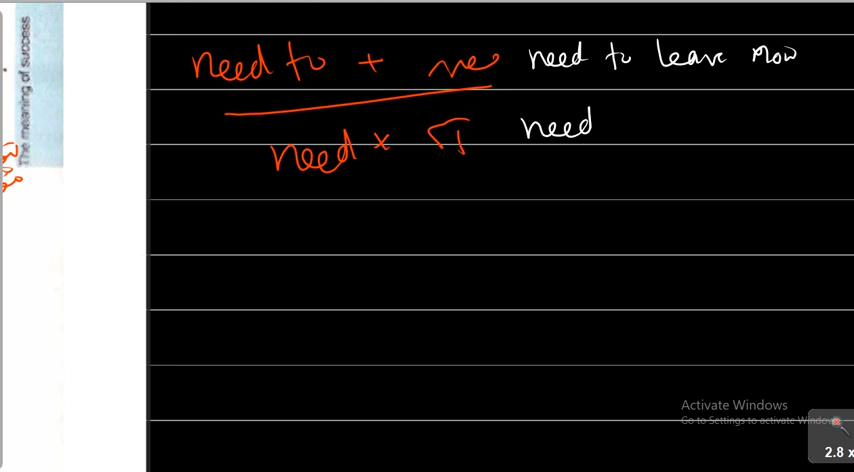 The meaning of success
need to + need to leave now
need × need
Activate Windows
Go to Settings to activate Windows.
2.8 x